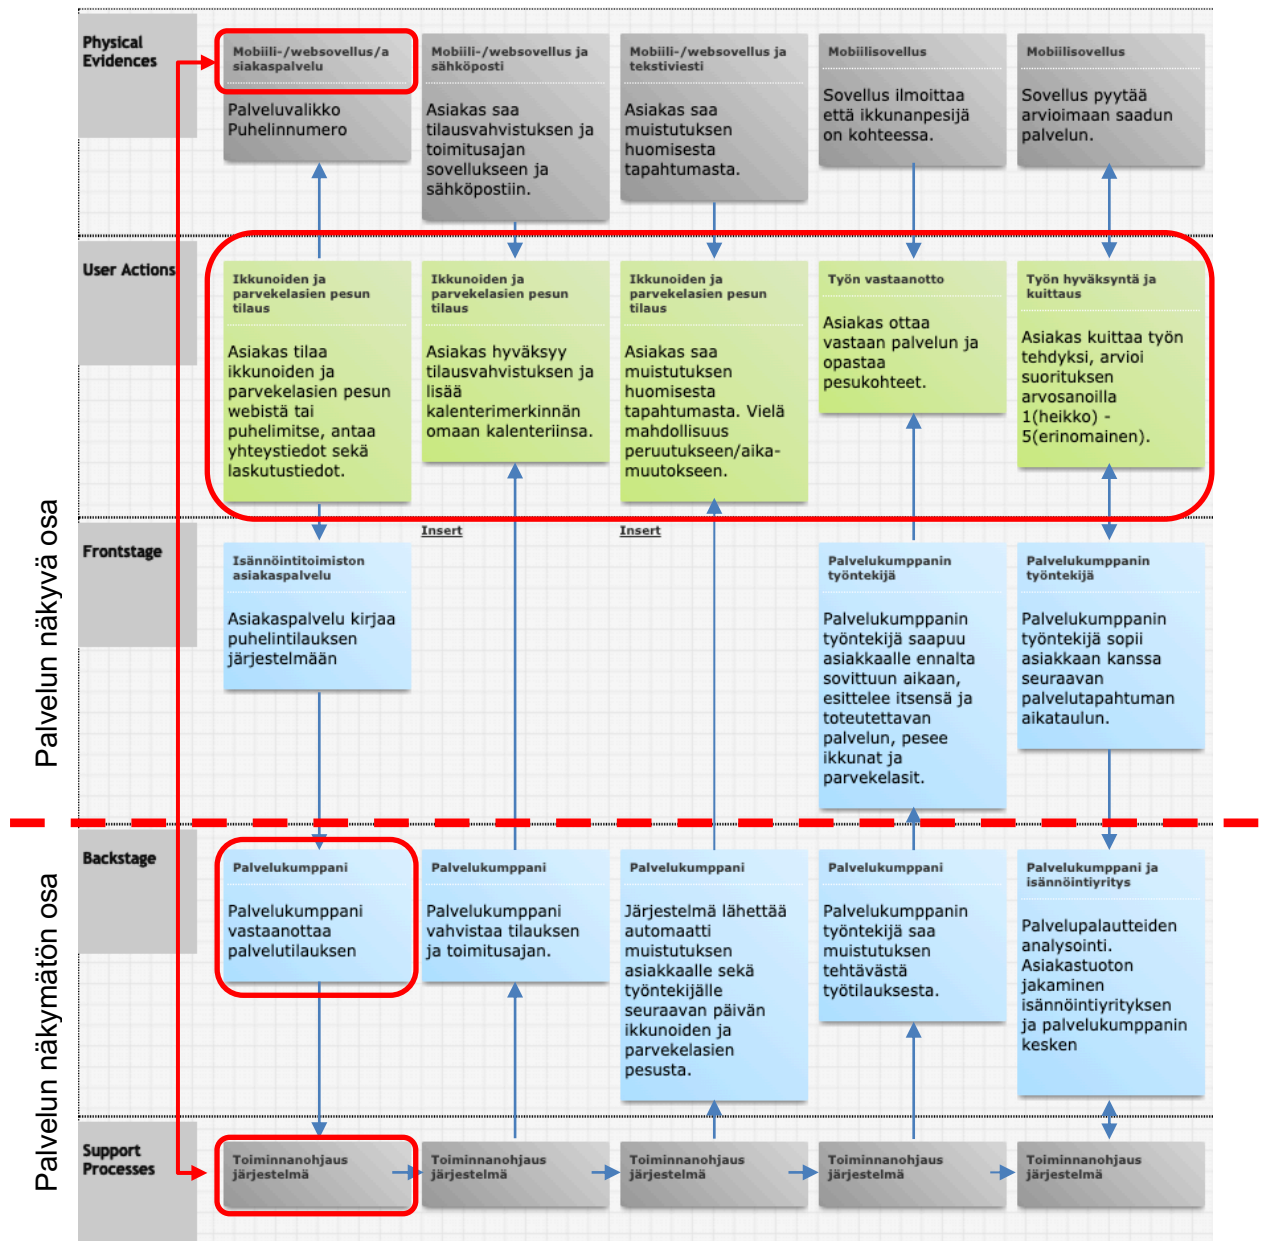 Physical
Evidences
Mobiili-/websovellus/a
siakaspalvelu
Palveluvalikko
Puhelinnumero
Mobiili-/websovellus ja
sähköposti
Asiakas saa
tilausvahvistuksen ja
toimitusajan
sovellukseen ja
sähköpostiin.
Mobiili-/websovellus ja
tekstiviesti
Asiakas saa
muistutuksen
huomisesta
tapahtumasta.
Mobiilisovellus
Sovellus ilmoittaa
että ikkunanpesijä
on kohteessa.
Mobiilisovellus
Sovellus pyytää
arvioimaan saadun
palvelun.
User Actions
Ikkunoiden ja
parvekelasien pesun
tilaus
Asiakas tilaa
ikkunoiden ja
parvekelasien pesun
webistä tai
puhelimitse, antaa
yhteystiedot sekä
laskutustiedot.
Ikkunoiden ja
parvekelasien pesun
tilaus
Asiakas hyväksyy
tilausvahvistuksen ja
lisää
kalenterimerkinnän
omaan kalenteriinsa.
Ikkunoiden ja
parvekelasien pesun
tilaus
Asiakas saa
muistutuksen
huomisesta
tapahtumasta. Vielä
mahdollisuus
peruutukseen/aika-
muutokseen.
Työn vastaanotto
Asiakas ottaa
vastaan palvelun ja
opastaa
pesukohteet.
Työn hyväksyntä ja
kuittaus
Asiakas kuittaa työn
tehdyksi, arvioi
suorituksen
arvosanoilla
1(heikko) -
5(erinomainen).
Palvelun näkyvä osa
Frontstage
Isännöintitoimiston
asiakaspalvelu
Asiakaspalvelu kirjaa
puhelintilauksen
järjestelmään
Insert
Insert
Palvelukumppanin
työntekijä
Palvelukumppanin
työntekijä saapuu
asiakkaalle ennalta
sovittuun aikaan,
esittelee itsensä ja
toteutettavan
palvelun, pesee
ikkunat ja
parvekelasit.
Palvelukumppanin
työntekijä
Palvelukumppanin
työntekijä sopii
asiakkaan kanssa
seuraavan
palvelutapahtuman
aikataulun.
Palvelun näkymätön osa
Backstage
Palvelukumppani
Palvelukumppani
vastaanottaa
palvelutilauksen
Palvelukumppani
Palvelukumppani
vahvistaa tilauksen
ja toimitusajan.
Palvelukumppani
Järjestelmä lähettää
automaatti
muistutuksen
asiakkaalle sekä
työntekijälle
seuraavan päivän
ikkunoiden ja
parvekelasien
pesusta.
Palvelukumppani
Palvelukumppanin
työntekijä saa
muistutuksen
tehtävästä
työtilauksesta.
Palvelukumppani ja
isännöintiyritys
Palvelupalautteiden
analysointi.
Asiakastuoton
jakaminen
isännöintiyrityksen
ja palvelukumppanin
kesken
Support
Processes
Toiminnanohjaus
järjestelmä
Toiminnanohjaus
järjestelmä
Toiminnanohjaus
järjestelmä
Toiminnanohjaus
järjestelmä
Toiminnanohjaus
järjestelmä